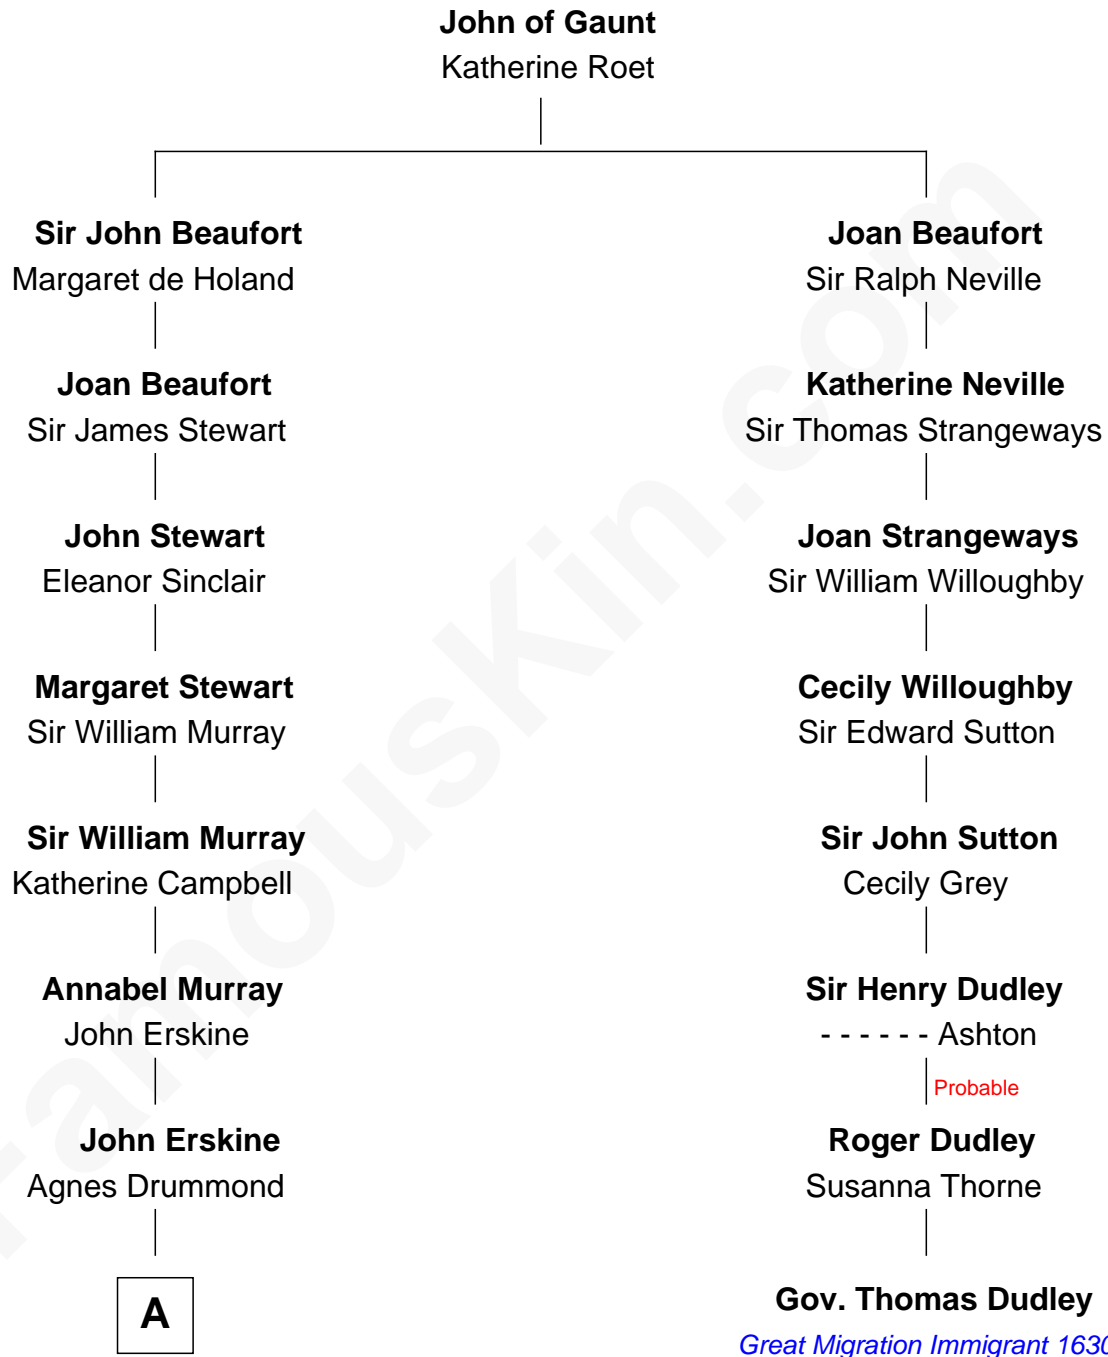 John of Gaunt
Katherine Roet
Sir John Beaufort
Margaret de Holand
Joan Beaufort
Sir James Stewart
John Stewart
Eleanor Sinclair
Margaret Stewart
Sir William Murray
Sir William Murray
Katherine Campbell
Annabel Murray
John Erskine
John Erskine
Agnes Drummond
A
Joan Beaufort
Sir Ralph Neville
Katherine Neville
Sir Thomas Strangeways
Joan Strangeways
Sir William Willoughby
Cecily Willoughby
Sir Edward Sutton
Sir John Sutton
Cecily Grey
Sir Henry Dudley
- - - - - - Ashton
Probable
Roger Dudley
Susanna Thorne
Gov. Thomas Dudley
Great Migration Immigrant 1630
FamousKin.com